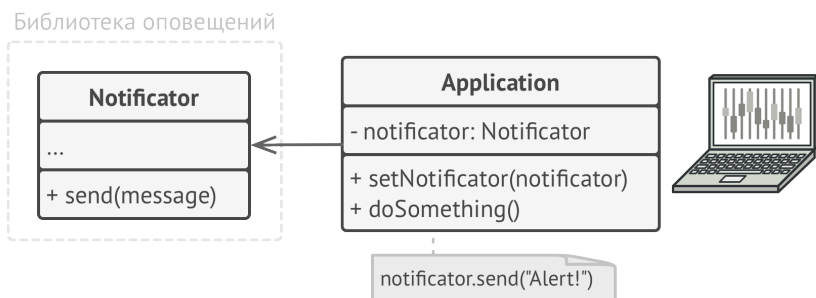 Библиотека оповещений
Notificator
...
+ send(message)
Application
- notificator: Notificator
+ setNotificator(notificator)
+ doSomething()
notificator.send("Alert!")